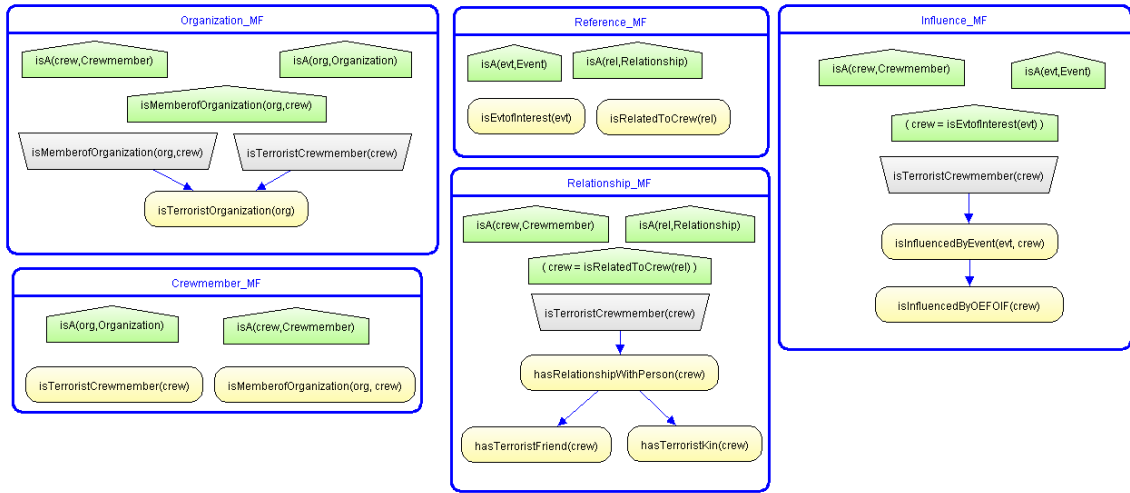 Organization_MF
isA(crew,Crewmember)
isA(org,Organization)
isMemberofOrganization(org,crew)
isMemberofOrganization(org,crew)
isTerroristCrewmember(crew)
isTerroristOrganization(org)
Crewmember_MF
isA(org,Organization)
isA(crew,Crewmember)
isTerroristCrewmember(crew)
isMemberofOrganization(org, crew)
Reference_MF
isA(evt,Event)
isA(rel,Relationship)
isEvtofInterest(evt)
isRelatedToCrew(rel)
Relationship_MF
isA(crew,Crewmember)
isA(rel,Relationship)
( crew = isRelatedToCrew(rel) )
isTerroristCrewmember(crew)
hasRelationshipWithPerson(crew)
hasTerroristFriend(crew)
hasTerroristKin(crew)
Influence_MF
isA(crew,Crewmember)
isA(evt,Event)
( crew = isEvtofInterest(evt) )
isTerroristCrewmember(crew)
isInfluencedByEvent(evt, crew)
isInfluencedByOEFOIF(crew)